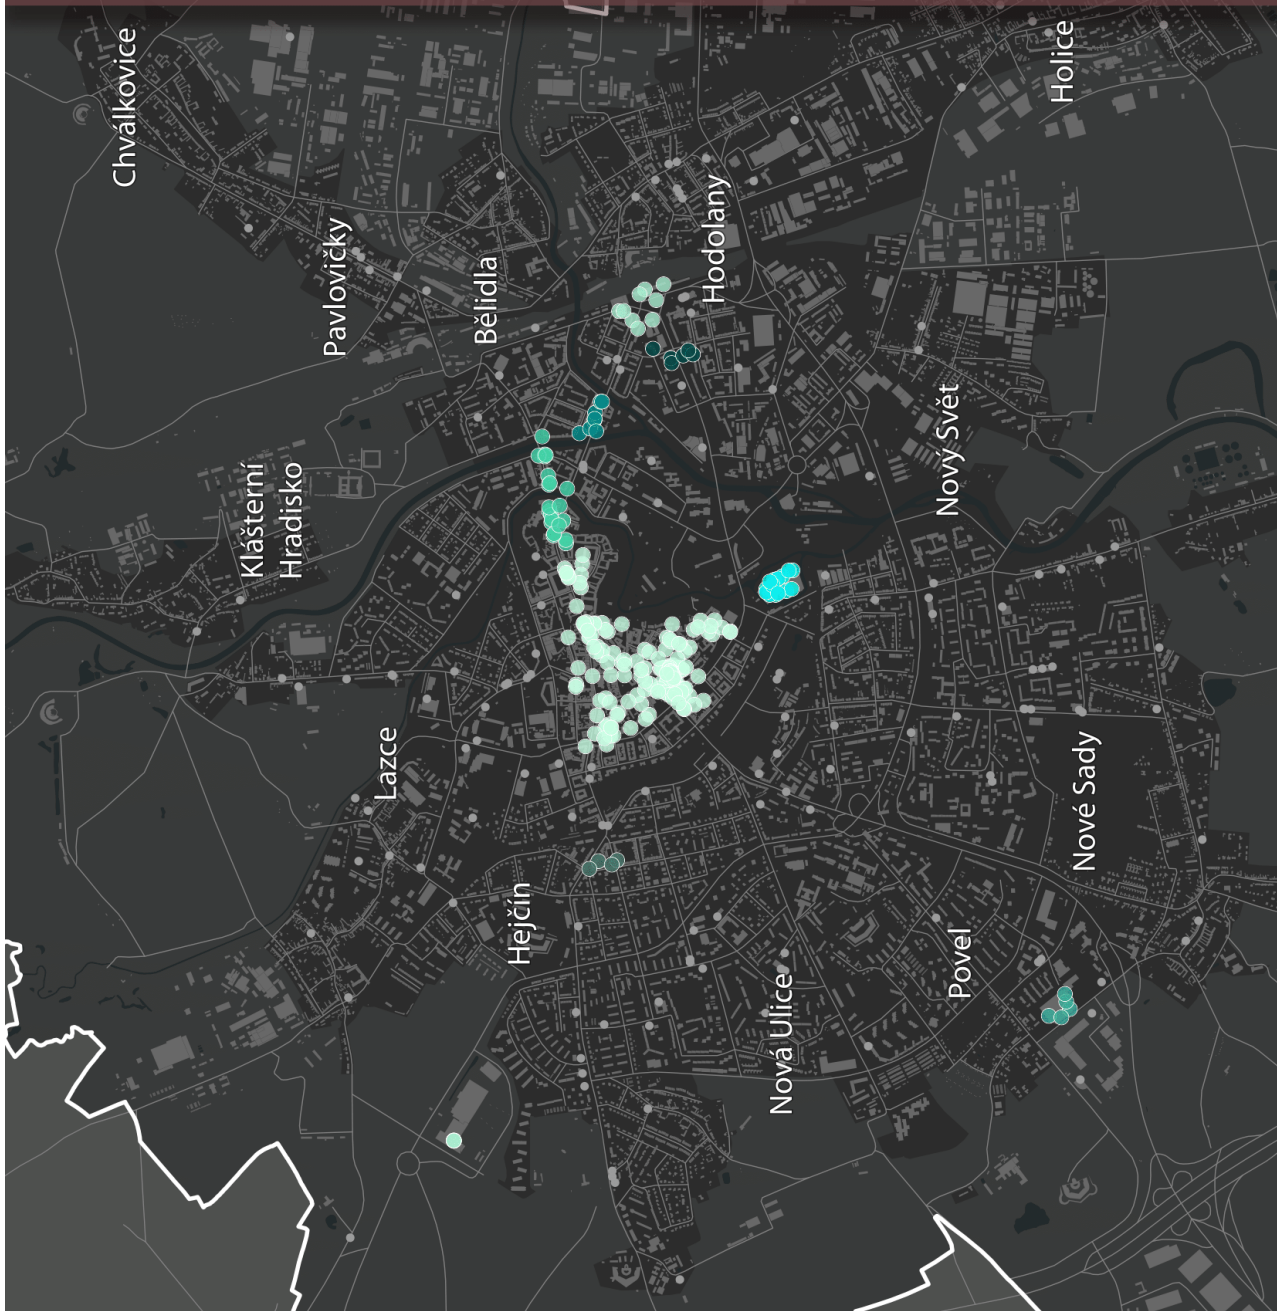 Chválkovice
Holice
Pavlovičky
Bělidla
Hodolany
Klášterní
Hradisko
Nový Svět
Lazce
Nové Sady
Hejčín
Povel
Nová Ulice